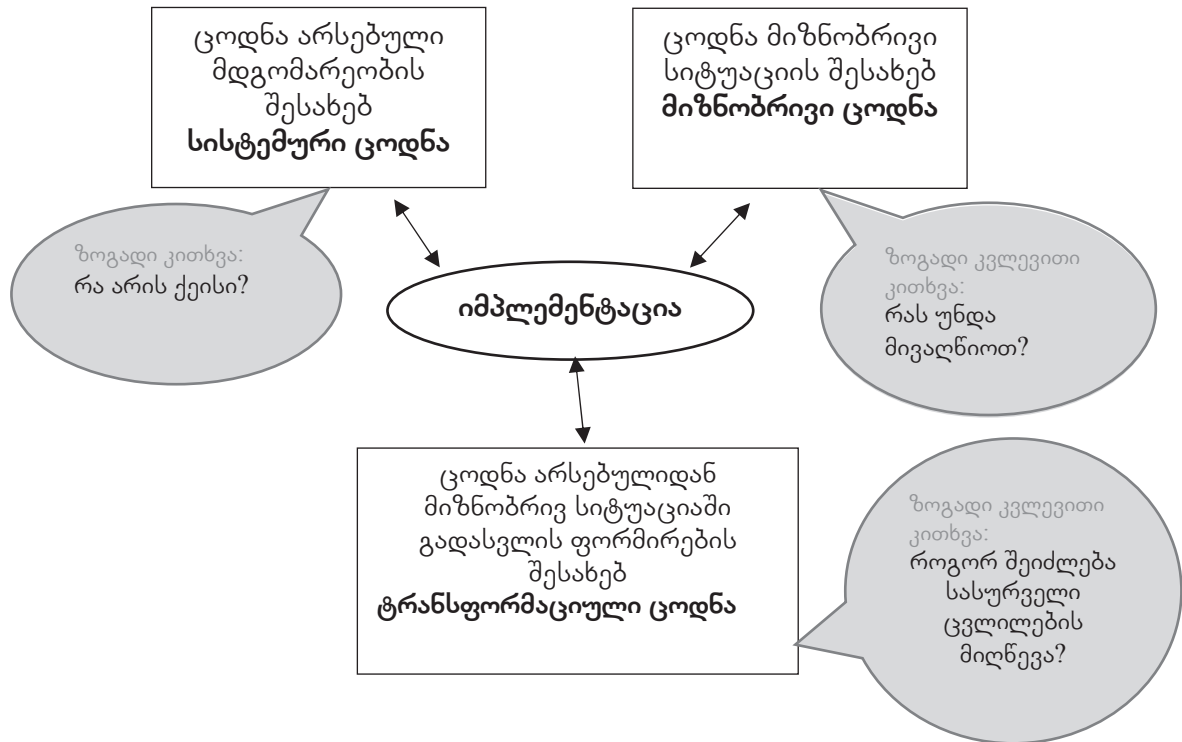 ცოდნა არსებული
მდგომარეობის
შესახებ
სისტემური ცოდნა
ცოდნა მიზნობრივი
სიტუაციის შესახებ
მიზნობრივი ცოდნა
ზოგადი კითხვა:
რა არის ქეისი?
ზოგადი კვლევითი
კითხვა:
რას უნდა
მივაღწიოთ?
იმპლემენტაცია
ცოდნა არსებულიდან
მიზნობრივ სიტუაციაში
გადასვლის ფორმირების
შესახებ
ტრანსფორმაციული ცოდნა
ზოგადი კვლევითი
კითხვა:
როგორ შეიძლება
სასურველი
ცვლილების
მიღწევა?